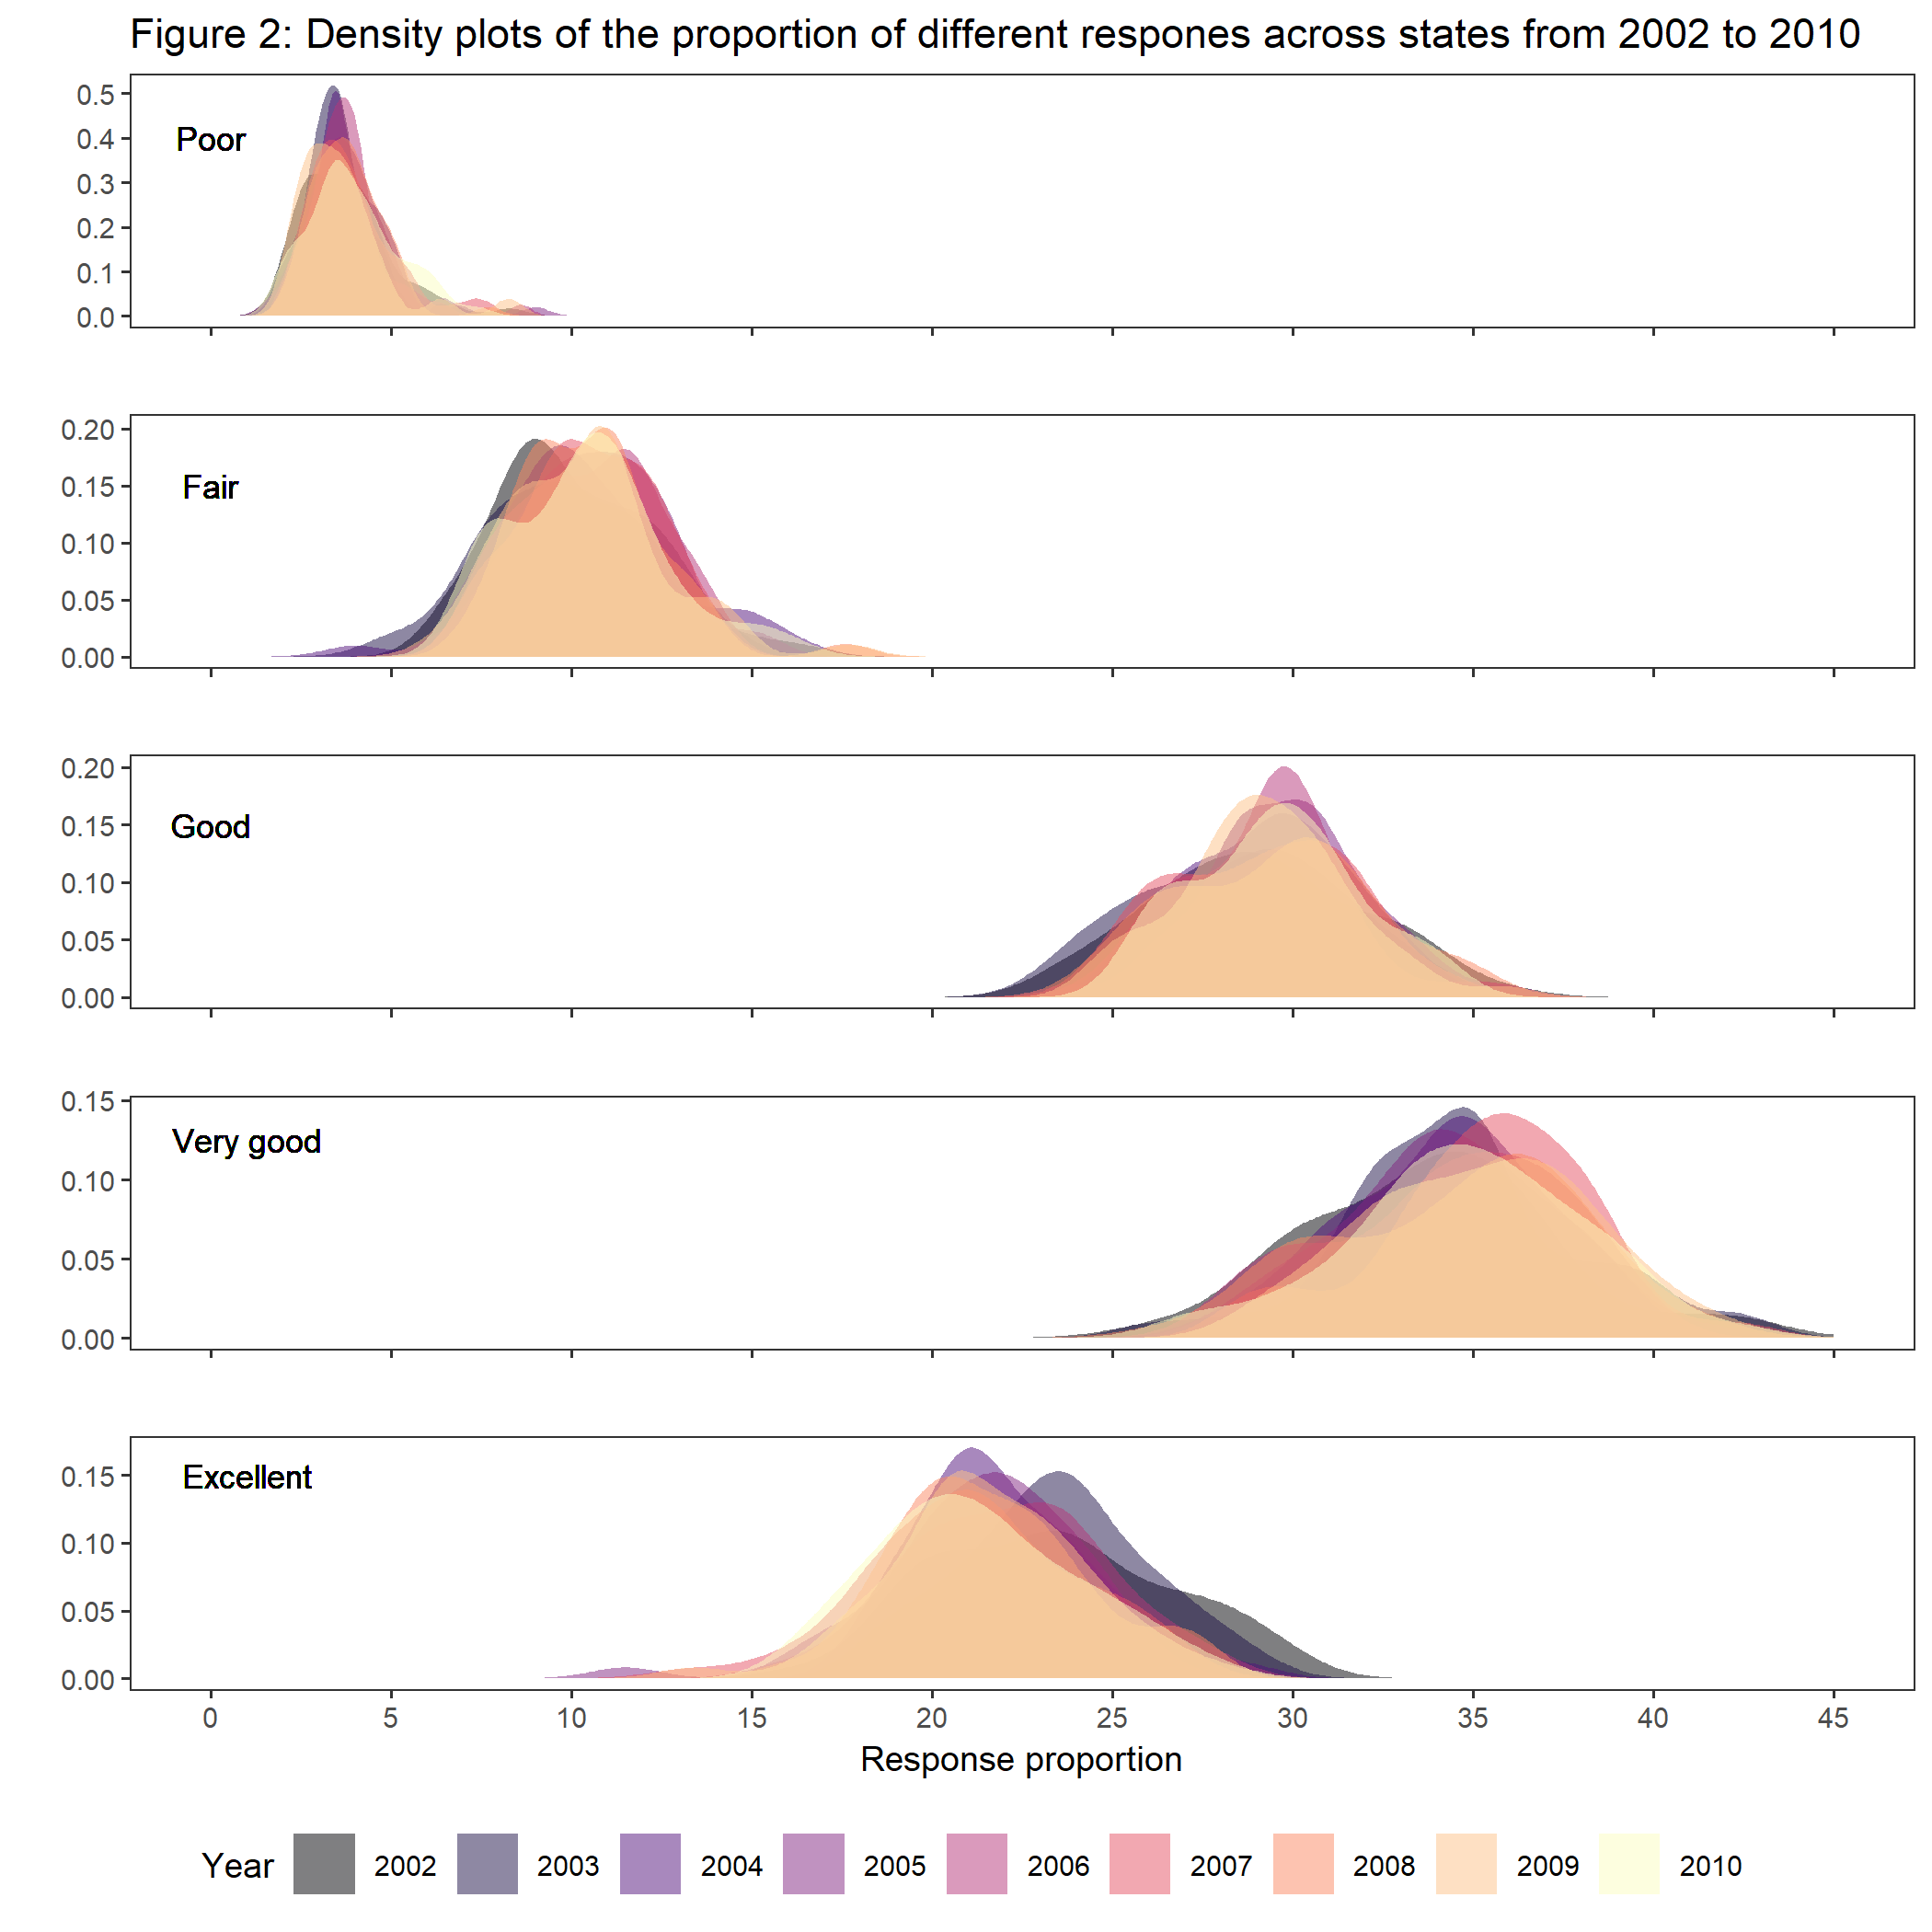 Figure 2: Density plots of the proportion of different respones across states from 2002 to 2010
0.5
0.4
0.3
0.2
0.1
0.0
Poor
0.20
0.15
0.10
0.05
0.00
Fair
0.20
0.15
0.10
0.05
0.00
Good
0.15
0.10
0.05
0.00
Very good
0.15
0.10
0.05
0.00
Excellent
0 5 10 15 20 25 30 35 40 45
Response proportion
Year 2002 2003 2004 2005 2006 2007 2008 2009 2010